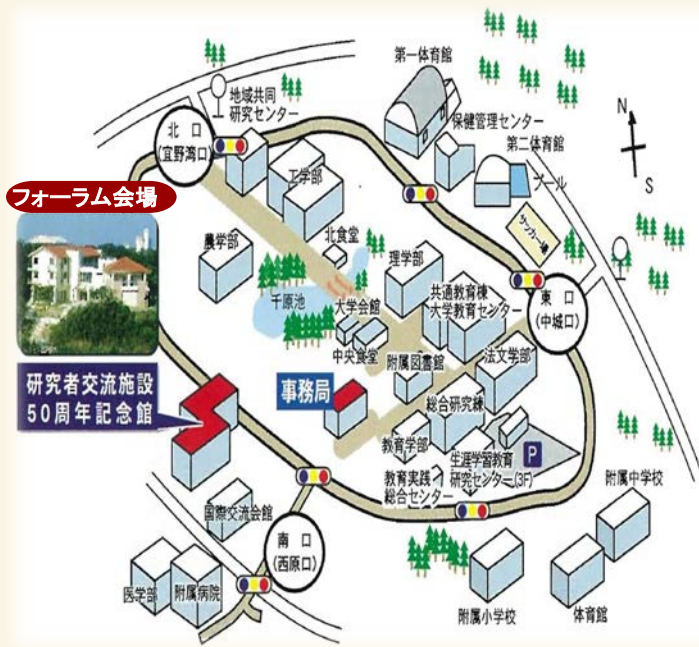 第一体育館
地域共同
研究センター
保健管理センター
北口
(宜野湾口)
第二体育館
N
プール
工学部
S
フォーラム会場
サッカー場
北食堂
農学部
理学部
共通教育棟
大学教育センター
東口
(中城口)
千原池
大学会館
中央食堂
法文学部
附属図書館
研究者交流施設
50周年記念館
事務局
総合研究棟
教育学部
生涯学習教育
研究センター(3F)
P
教育実践
総合センター
附属中学校
国際交流会館
南口
(西原口)
医学部
附属病院
附属小学校
体育館